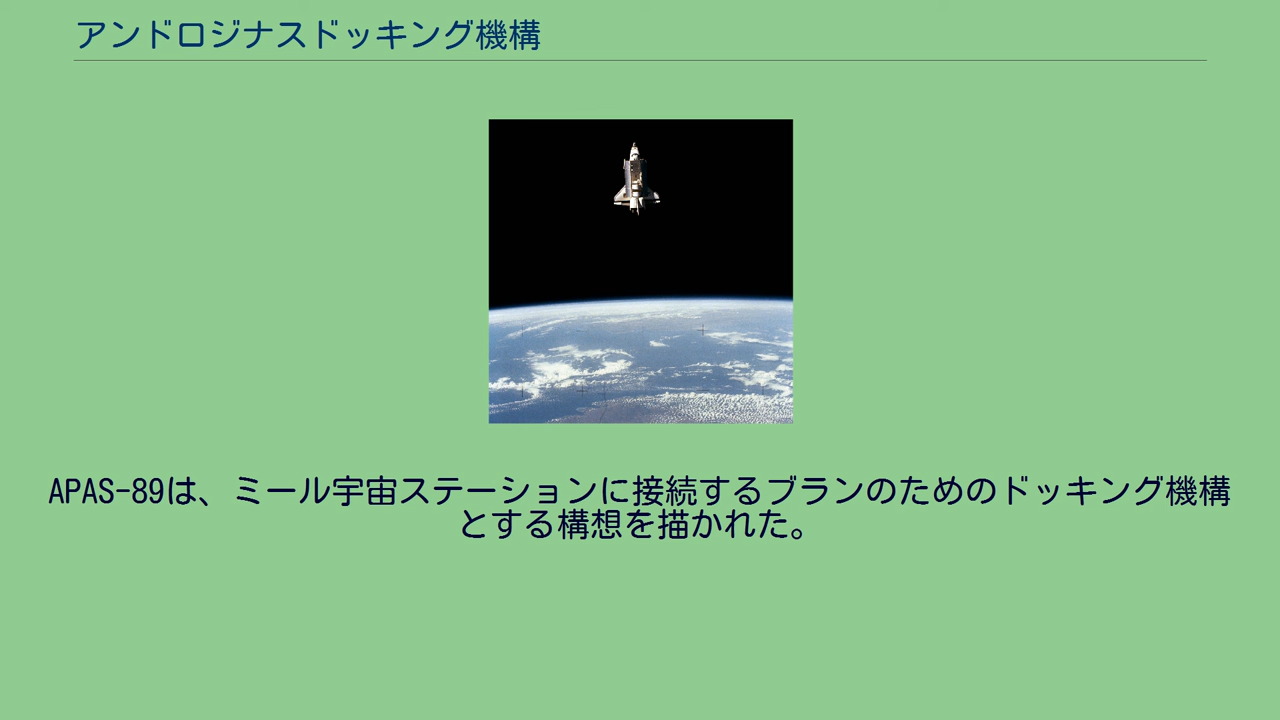 アンドロジナスドッキング機構
APAS-89は、ミール宇宙ステーションに接続するブランのためのドッキング機構
とする構想を描かれた。